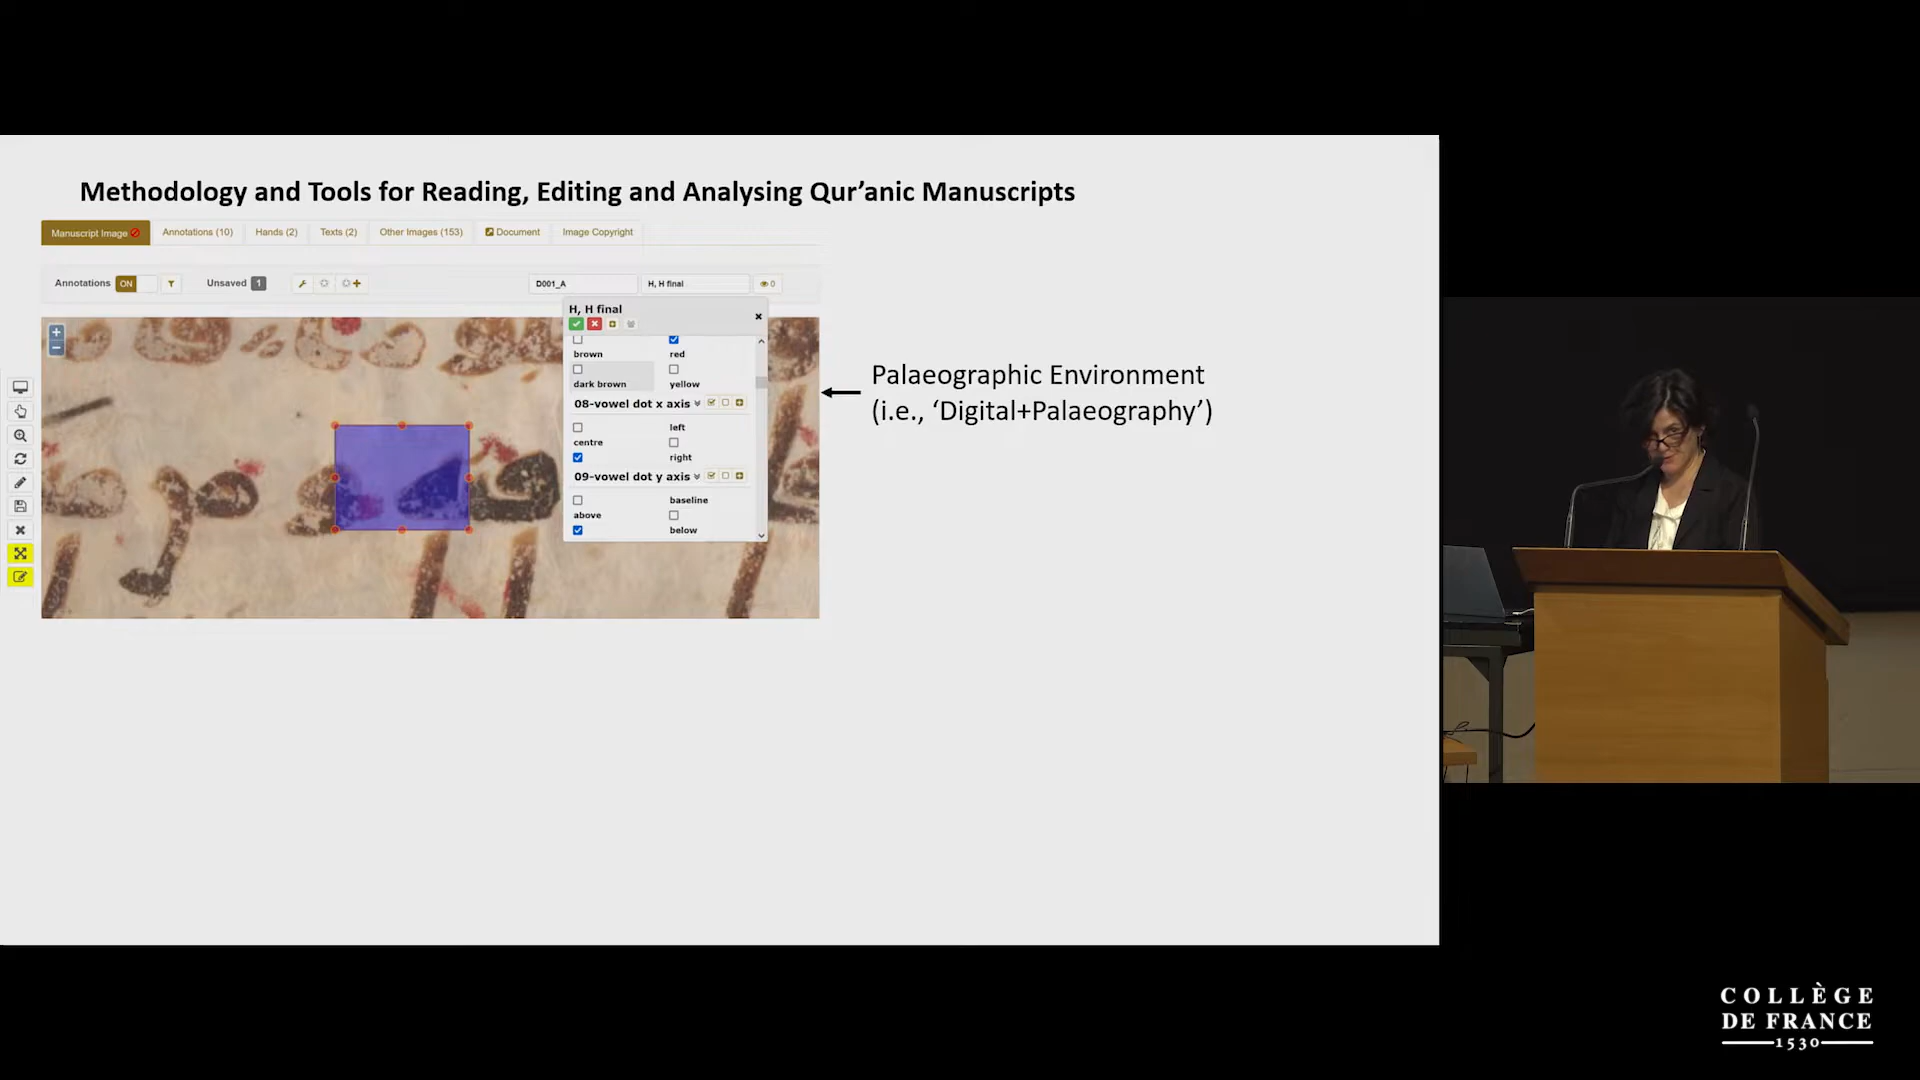 Methodology and Tools for Reading, Editing and Analysing Qur’anic Manuscripts
Manuscript Image
Annotations (10)
Hands (2)
Texts (2)
Other Images (153)
Document
Image Copyright
Annotations ON
Unsaved 1
D001_A
H, H final
0
H, H final
brown
red
dark brown
yellow
08-vowel dot x axis
left
centre
right
09-vowel dot y axis
baseline
above
below
Palaeographic Environment
(i.e., ‘Digital+Palaeography’)
COLLÈGE
DE FRANCE
1530